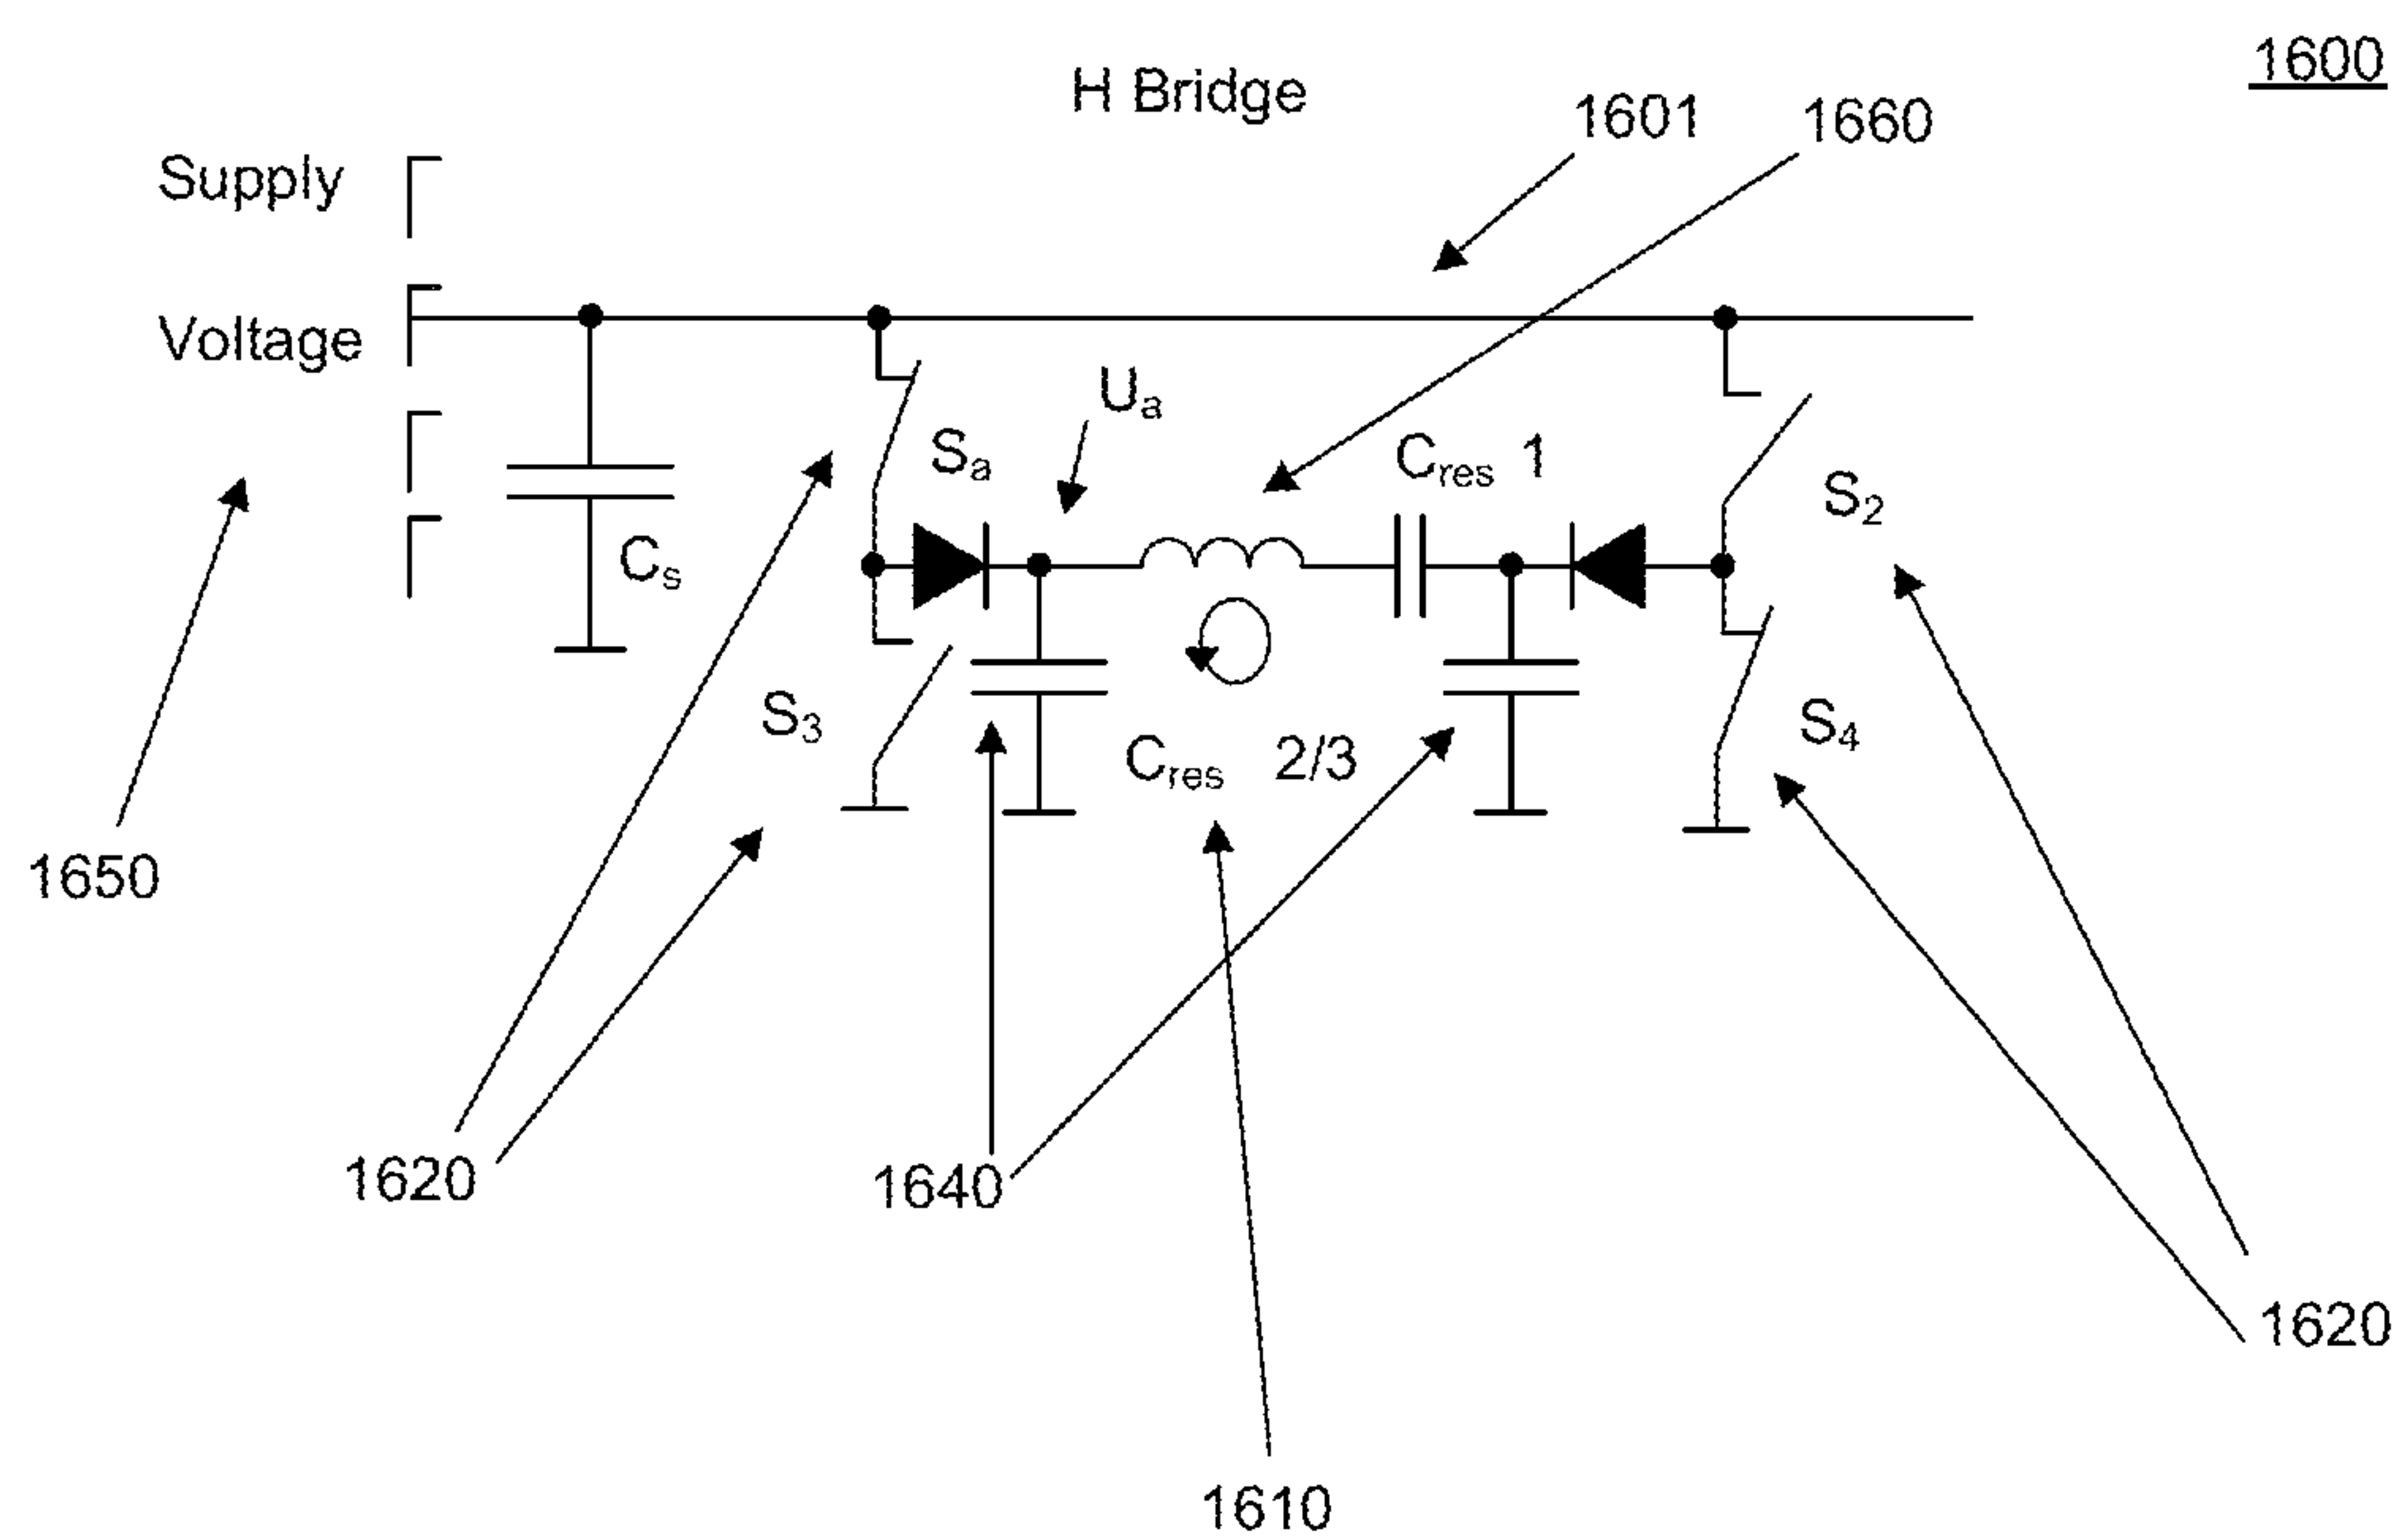 1600
H Bridge
1601
1660
Supply
Voltage
Ua
Sa
Cres 1
S2
Cs
S3
Cres 2/3
S4
1650
1620
1640
1620
1610